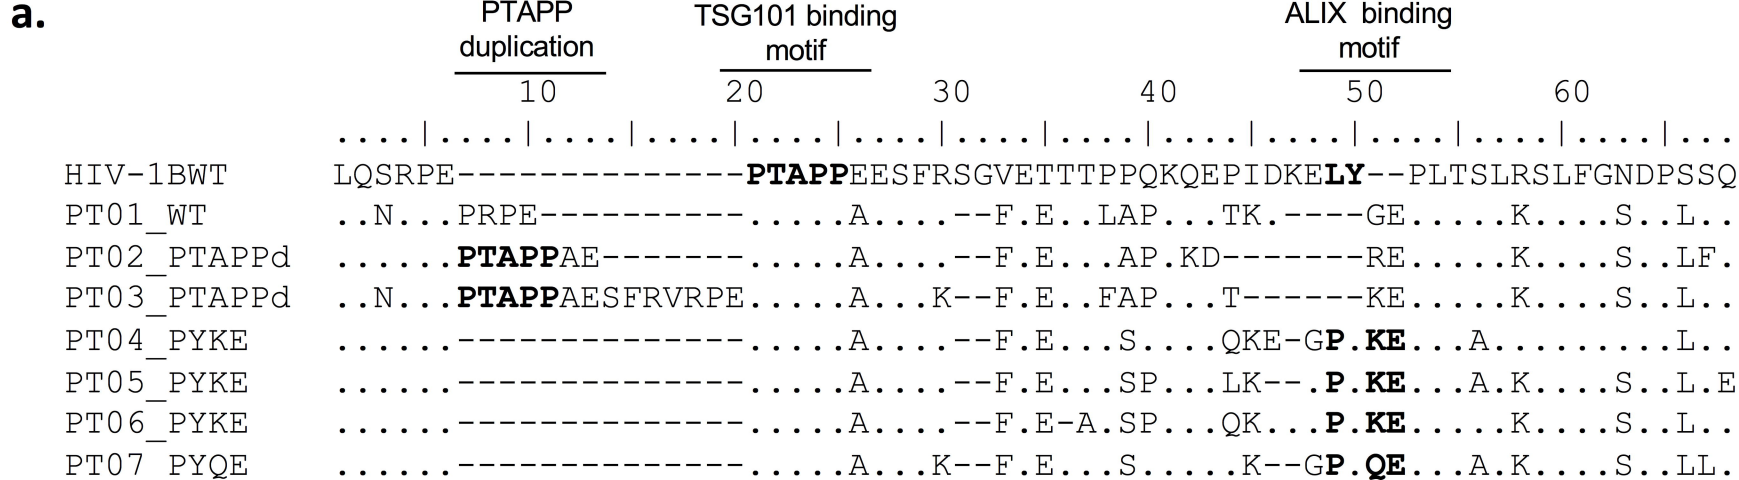 a.
PTAPP duplication
TSG101 binding motif
ALIX binding motif
10 20 30 40 50 60
....|....|....|....|....|....|....|....|....|....|....|....|....|...
HIV-1BWT LQSRPE--------------PTAPPEESFRSGVETTTPPQKQEPIDKELY--PLTSLRSLFGNDPSSQ
PT01_WT ..N...PRPE----------.....A....--F.E..LAP...TK.----GE.....K....S..L..
PT02_PTAPPd ......PTAPPAE-------.....A....--F.E...AP.KD-------RE.....K....S..LF.
PT03_PTAPPd ..N...PTAPPAESFRVRPE.....A...K--F.E..FAP...T------KE.....K....S..L..
PT04_PYKE ......--------------.....A....--F.E...S....QKE-GP.KE...A.........L..
PT05_PYKE ......--------------.....A....--F.E...SP...LK--.P.KE...A.K....S..L.E
PT06_PYKE ......--------------.....A....--F.E-A.SP...QK...P.KE.....K....S..L..
PT07_PYQE ......--------------.....A...K--F.E...S.....K--GP.QE...A.K....S..LL.